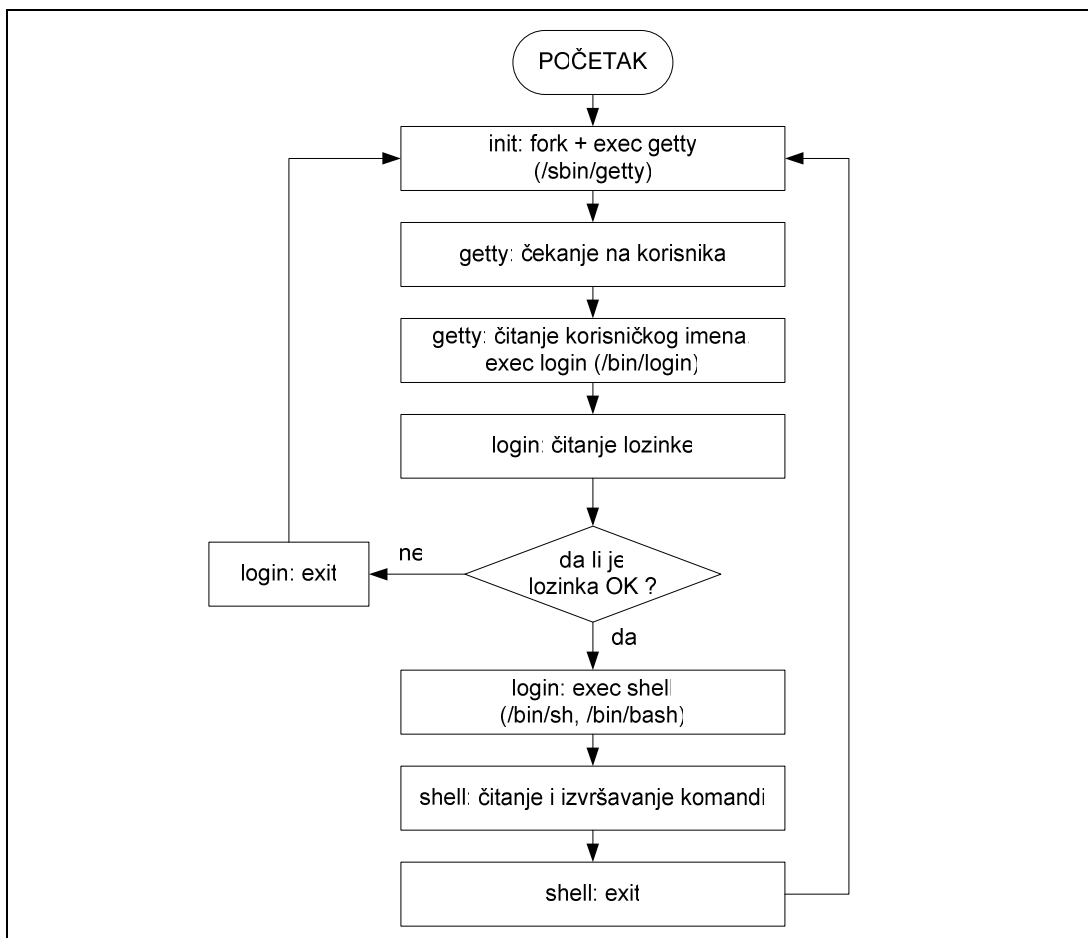 POČETAK
init: fork + exec getty
(/sbin/getty)
getty: čekanje na korisnika
getty: čitanje korisničkog imena
exec login (/bin/login)
login: čitanje lozinke
da li je
lozinka OK ?
ne
login: exit
da
login: exec shell
(/bin/sh, /bin/bash)
shell: čitanje i izvršavanje komandi
shell: exit